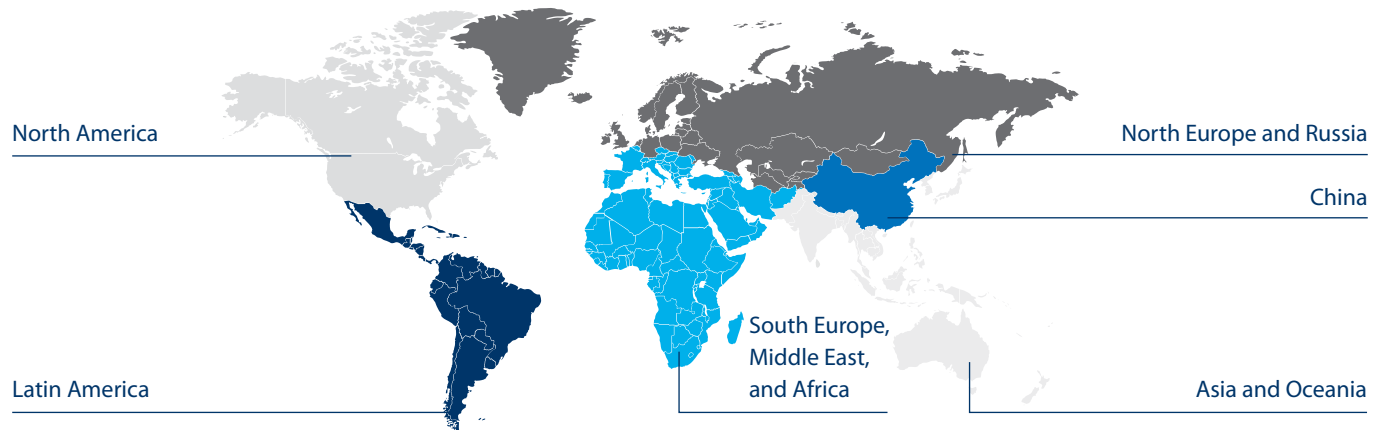 North America
North Europe and Russia
China
South Europe,
Middle East,
and Africa
Latin America
Asia and Oceania